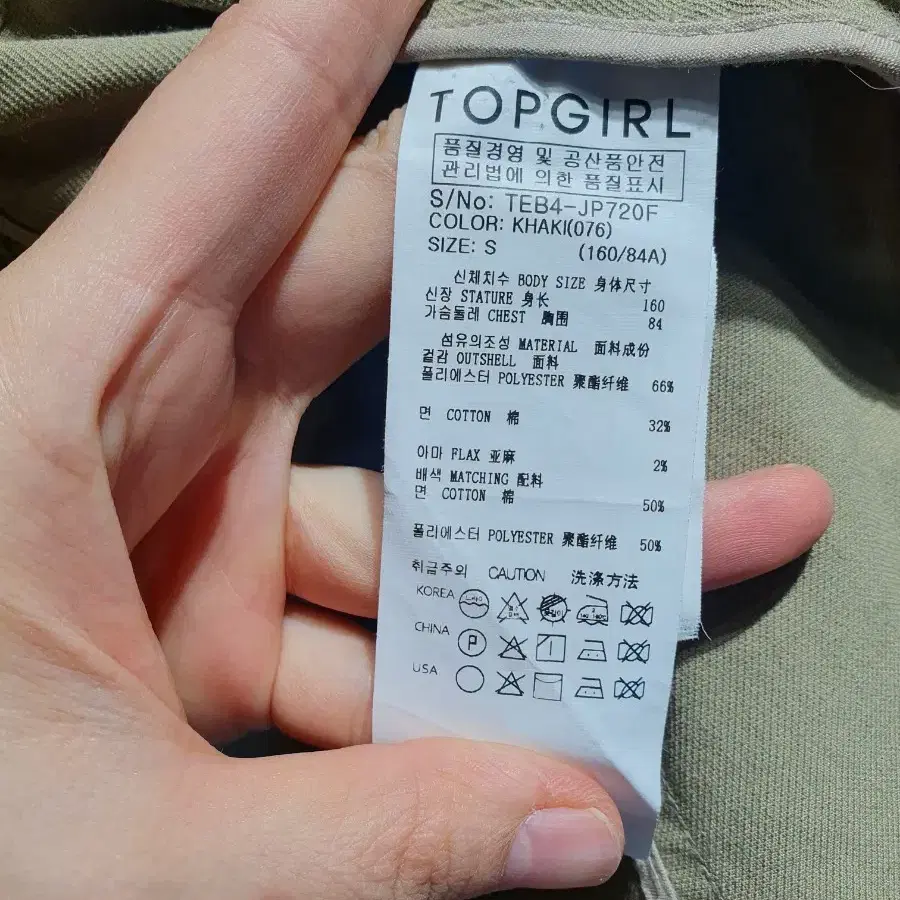 TOPGIRL
품질경영 및 공산품안전
관리법에 의한 품질표시
S/No: TEB4-JP720F
COLOR: KHAKI(076)
SIZE: S (160/84A)
신체치수 BODY SIZE 身体尺寸
신장 STATURE 身长 160
가슴둘레 CHEST 胸围 84
섬유의조성 MATERIAL 面料成份
겉감 OUTSHELL 面料
폴리에스터 POLYESTER 聚酯纤维 66%
면 COTTON 棉 32%
아마 FLAX 亚麻 2%
배색 MATCHING 配料
면 COTTON 棉 50%
폴리에스터 POLYESTER 聚酯纤维 50%
취급주의 CAUTION 洗涤方法
KOREA
CHINA P
USA